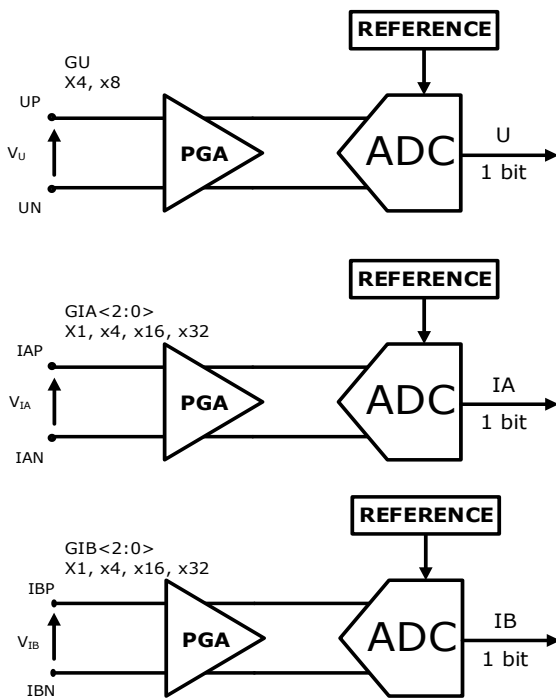 REFERENCE
GU
X4, x8
UP
PGA
ADC
U
VU
1 bit
UN
REFERENCE
GIA<2:0>
X1, x4, x16, x32
IAP
PGA
ADC
IA
VIA
1 bit
IAN
REFERENCE
GIB<2:0>
X1, x4, x16, x32
IBP
PGA
ADC
IB
VIB
1 bit
IBN